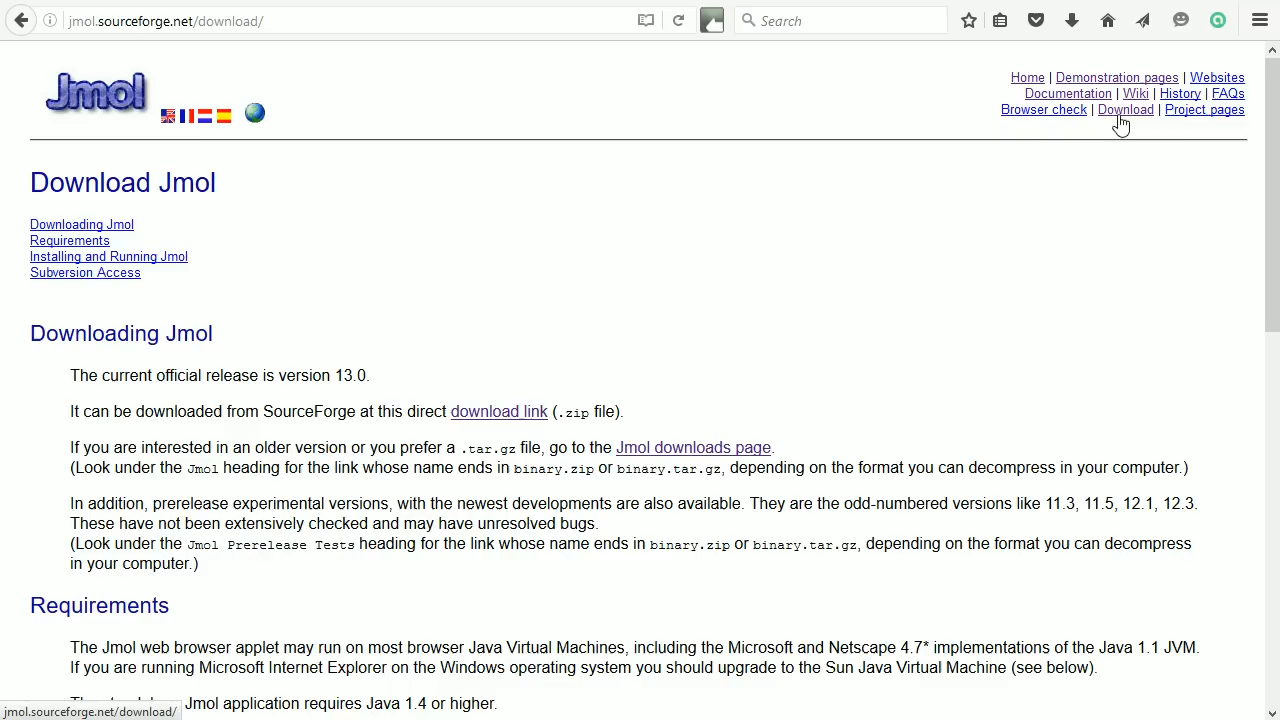 jmol.sourceforge.net/download/
Search
Jmol
Home | Demonstration pages | Websites
Documentation | Wiki | History | FAQs
Browser check | Download | Project pages
Download Jmol
Downloading Jmol
Requirements
Installing and Running Jmol
Subversion Access
Downloading Jmol
The current official release is version 13.0.
It can be downloaded from SourceForge at this direct download link (.zip file).
If you are interested in an older version or you prefer a .tar.gz file, go to the Jmol downloads page.
(Look under the Jmol heading for the link whose name ends in binary.zip or binary.tar.gz, depending on the format you can decompress in your computer.)
In addition, prerelease experimental versions, with the newest developments are also available. They are the odd-numbered versions like 11.3, 11.5, 12.1, 12.3.
These have not been extensively checked and may have unresolved bugs.
(Look under the Jmol Prerelease Tests heading for the link whose name ends in binary.zip or binary.tar.gz, depending on the format you can decompress
in your computer.)
Requirements
The Jmol web browser applet may run on most browser Java Virtual Machines, including the Microsoft and Netscape 4.7* implementations of the Java 1.1 JVM.
If you are running Microsoft Internet Explorer on the Windows operating system you should upgrade to the Sun Java Virtual Machine (see below).
Jmol application requires Java 1.4 or higher.
jmol.sourceforge.net/download/